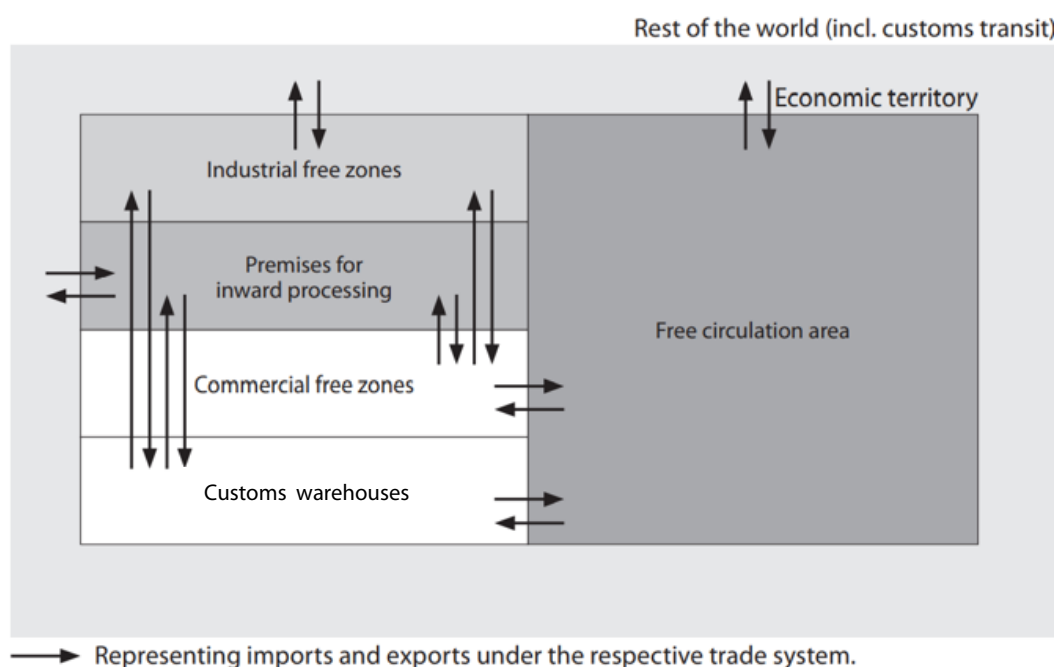 Rest of the world (incl. customs transit)
Economic territory
Industrial free zones
Premises for
inward processing
Free circulation area
Commercial free zones
Customs warehouses
Representing imports and exports under the respective trade system.